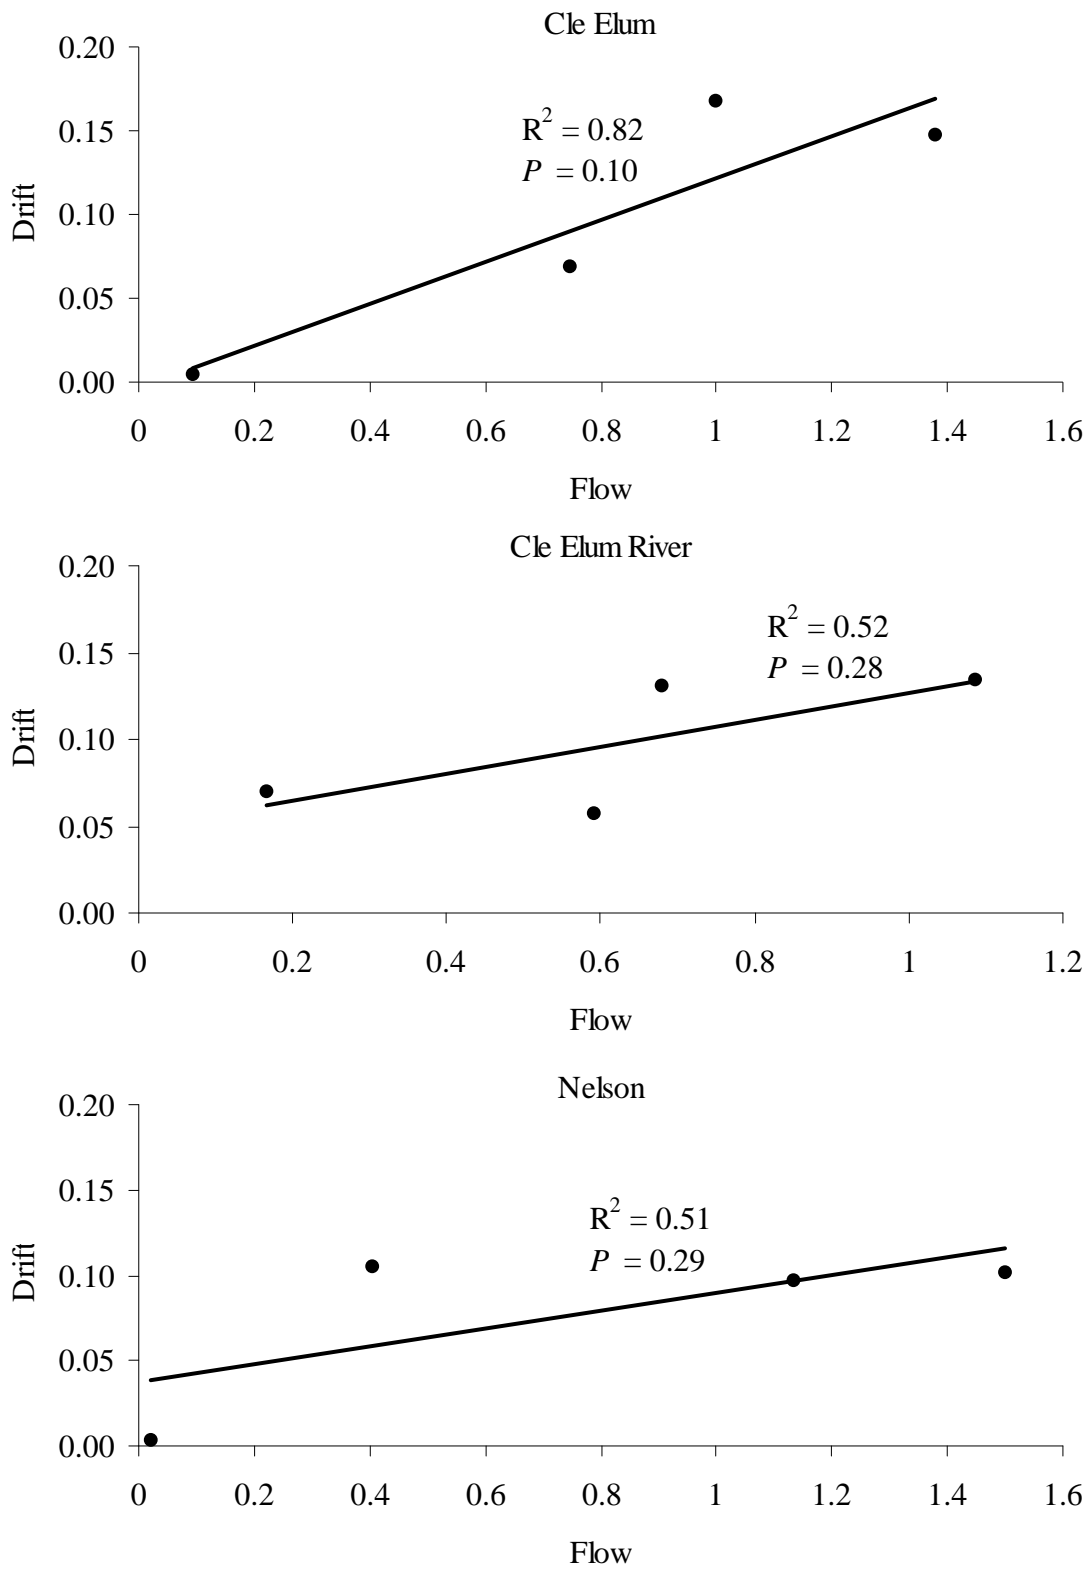 Cle Elum
0.20
R² = 0.82
0.15
P = 0.10
Drift
0.10
0.05
0.00
0 0.2 0.4 0.6 0.8 1 1.2 1.4 1.6
Flow
Cle Elum River
0.20
R² = 0.52
0.15
P = 0.28
Drift
0.10
0.05
0.00
0 0.2 0.4 0.6 0.8 1 1.2
Flow
Nelson
0.20
0.15
R² = 0.51
P = 0.29
Drift
0.10
0.05
0.00
0 0.2 0.4 0.6 0.8 1 1.2 1.4 1.6
Flow